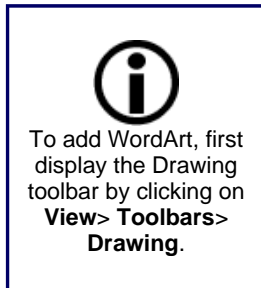 To add WordArt, first
display the Drawing
toolbar by clicking on
View> Toolbars>
Drawing.